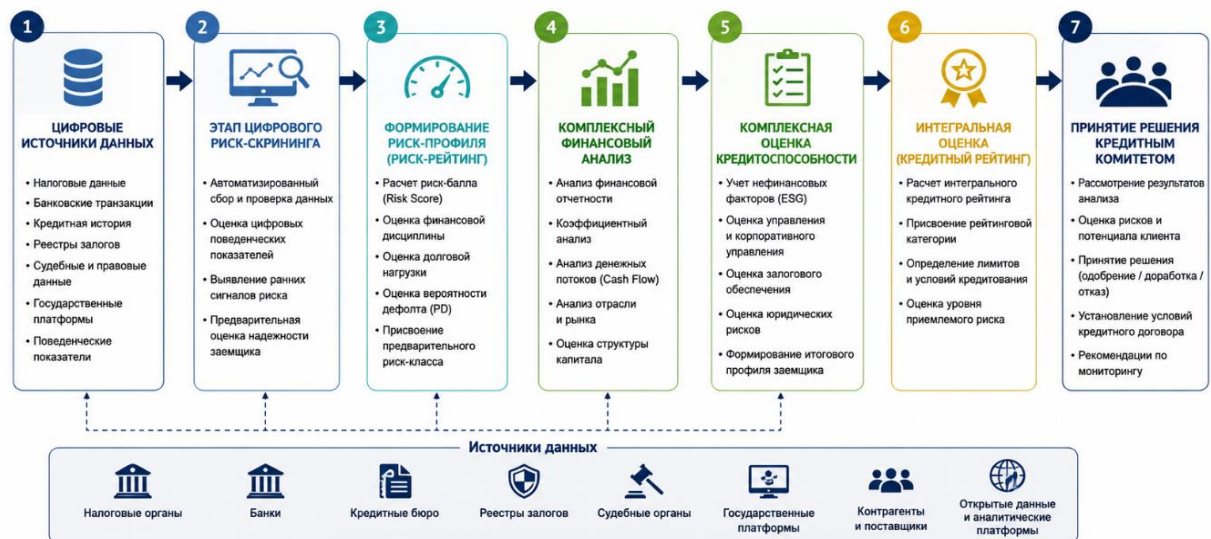 1
ЦИФРОВЫЕ
ИСТОЧНИКИ ДАННЫХ
• Налоговые данные
• Банковские транзакции
• Кредитная история
• Реестры залогов
• Судебные и правовые
данные
• Государственные
платформы
• Поведенческие
показатели
2
ЭТАП ЦИФРОВОГО
РИСК-СКРИНИНГА
• Автоматизированный
сбор и проверка данных
• Оценка цифровых
поведенческих
показателей
• Выявление ранних
сигналов риска
• Предварительная
оценка надежности
заемщика
3
ФОРМИРОВАНИЕ
РИСК-ПРОФИЛЯ
(РИСК-РЕЙТИНГ)
• Расчет риск-балла
(Risk Score)
• Оценка финансовой
дисциплины
• Оценка долговой
нагрузки
• Оценка вероятности
дефолта (PD)
• Присвоение
предварительного
риск-класса
4
КОМПЛЕКСНЫЙ
ФИНАНСОВЫЙ
АНАЛИЗ
• Анализ финансовой
отчетности
• Коэффициентный
анализ
• Анализ денежных
потоков (Cash Flow)
• Анализ отрасли
и рынка
• Оценка структуры
капитала
5
КОМПЛЕКСНАЯ
ОЦЕНКА
КРЕДИТОСПОСОБНОСТИ
• Учет нефинансовых
факторов (ESG)
• Оценка управления
и корпоративного
управления
• Оценка залогового
обеспечения
• Оценка юридических
рисков
• Формирование итогового
профиля заемщика
6
ИНТЕГРАЛЬНАЯ
ОЦЕНКА
(КРЕДИТНЫЙ РЕЙТИНГ)
• Расчет интегрального
кредитного рейтинга
• Присвоение рейтинговой
категории
• Определение лимитов
и условий кредитования
• Оценка уровня
приемлемого риска
7
ПРИНЯТИЕ РЕШЕНИЯ
КРЕДИТНЫМ
КОМИТЕТОМ
• Рассмотрение результатов
анализа
• Оценка рисков и
потенциала клиента
• Принятие решения
(одобрение / доработка /
отказ)
• Установление условий
кредитного договора
• Рекомендации по
мониторингу
Источники данных
Налоговые органы
Банки
Кредитные бюро
Реестры залогов
Судебные органы
Государственные
платформы
Контрагенты
и поставщики
Открытые данные
и аналитические
платформы